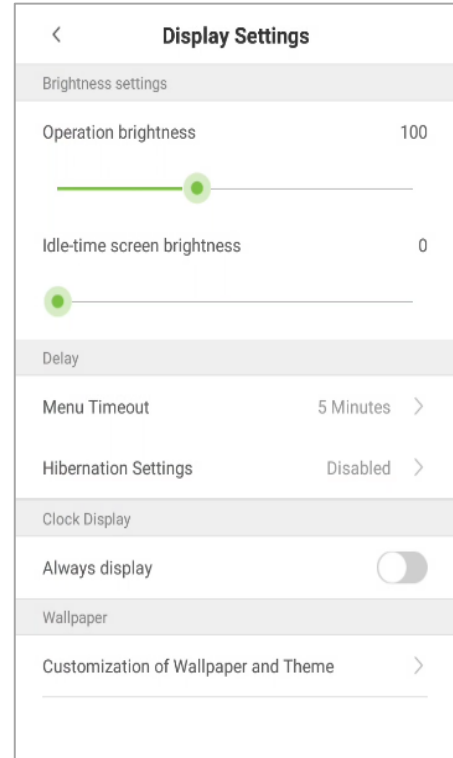 Display Settings
Brightness settings
Operation brightness 100
Idle-time screen brightness 0
Delay
Menu Timeout 5 Minutes
Hibernation Settings Disabled
Clock Display
Always display
Wallpaper
Customization of Wallpaper and Theme